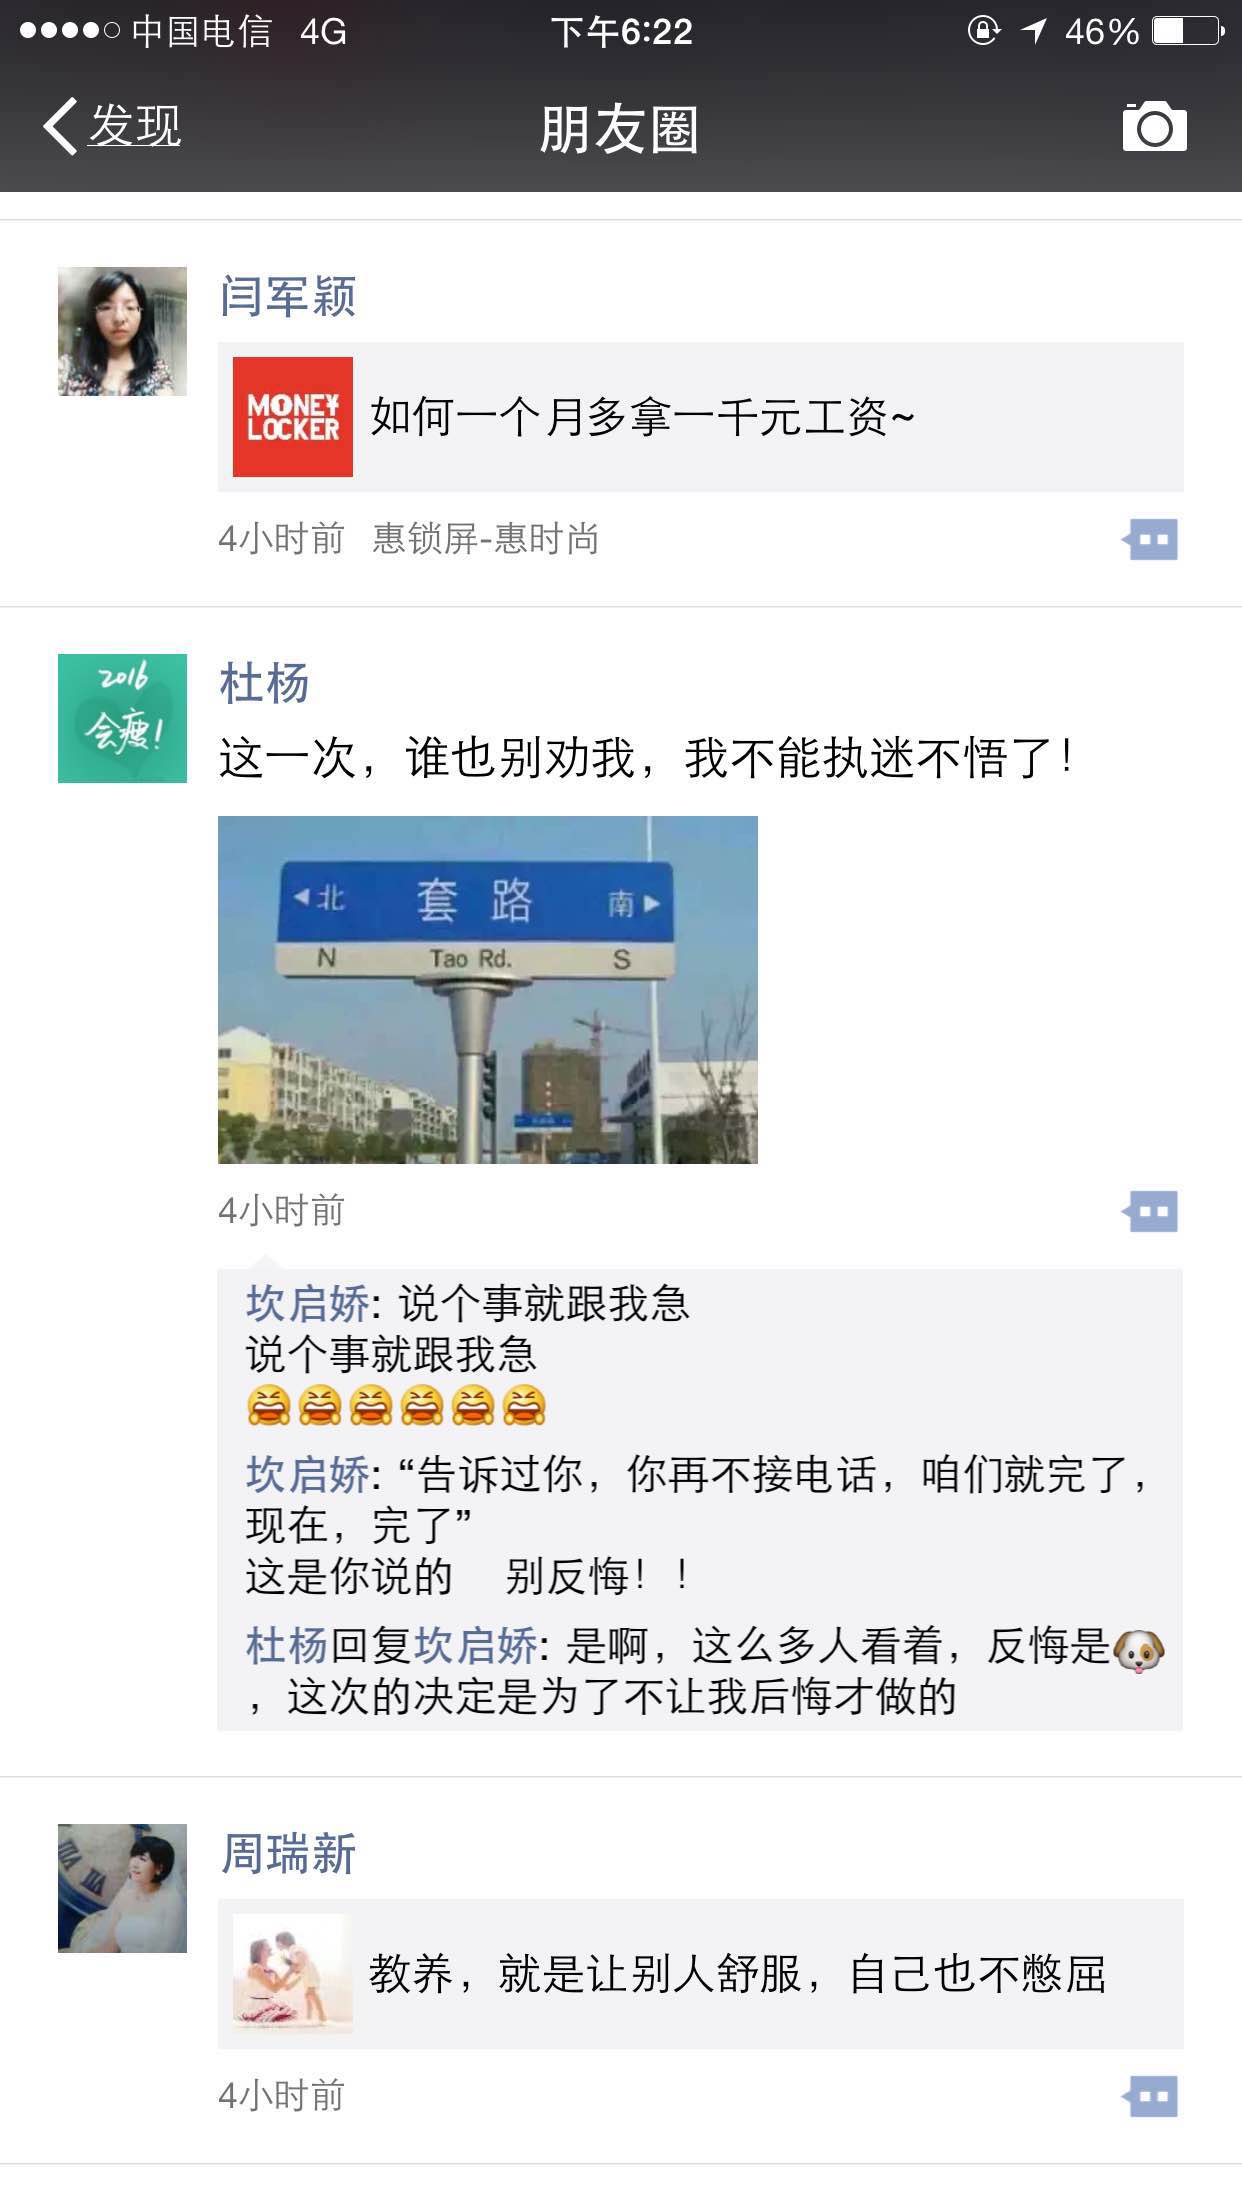 中国电信 4G 下午6:22 46%
发现 朋友圈
闫军颖
MONEY
LOCKER
如何一个月多拿一千元工资~
4小时前 惠锁屏-惠时尚
2016
会瘦!
杜杨
这一次，谁也别劝我，我不能执迷不悟了！
北 套路 南
N Tao Rd. S
4小时前
坎启娇: 说个事就跟我急
说个事就跟我急
😫😫😫😫😫😫
坎启娇: “告诉过你，你再不接电话，咱们就完了，
现在，完了”
这是你说的 别反悔！！
杜杨回复坎启娇: 是啊，这么多人看着，反悔是🐶
，这次的决定是为了不让我后悔才做的
周瑞新
教养，就是让别人舒服，自己也不憋屈
4小时前